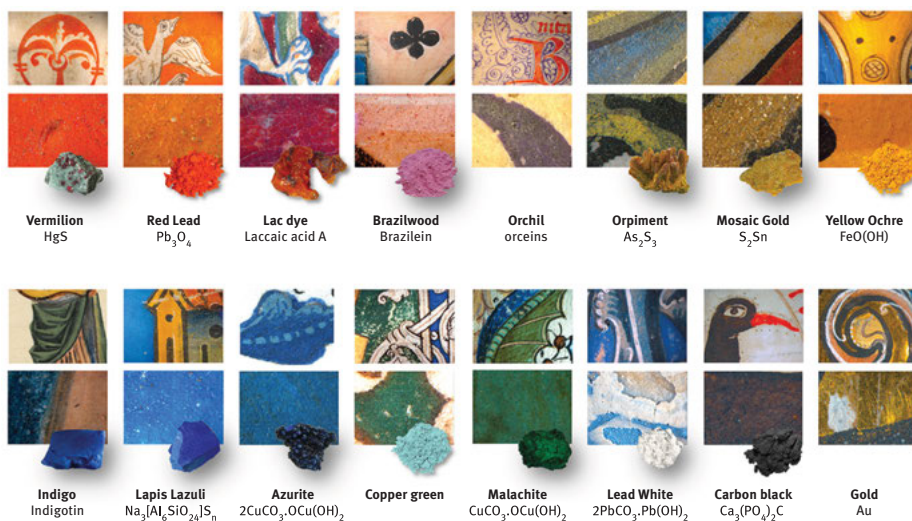 Vermilion
HgS
Red Lead
Pb₃O₄
Lac dye
Laccaic acid A
Brazilwood
Brazilein
Orchil
orceins
Orpiment
As₂S₃
Mosaic Gold
S₂Sn
Yellow Ochre
FeO(OH)
Indigo
Indigotin
Lapis Lazuli
Na₃[Al₆SiO₂₄]Sₙ
Azurite
2CuCO₃.OCu(OH)₂
Copper green
Malachite
CuCO₃.OCu(OH)₂
Lead White
2PbCO₃.Pb(OH)₂
Carbon black
Ca₃(PO₄)₂C
Gold
Au